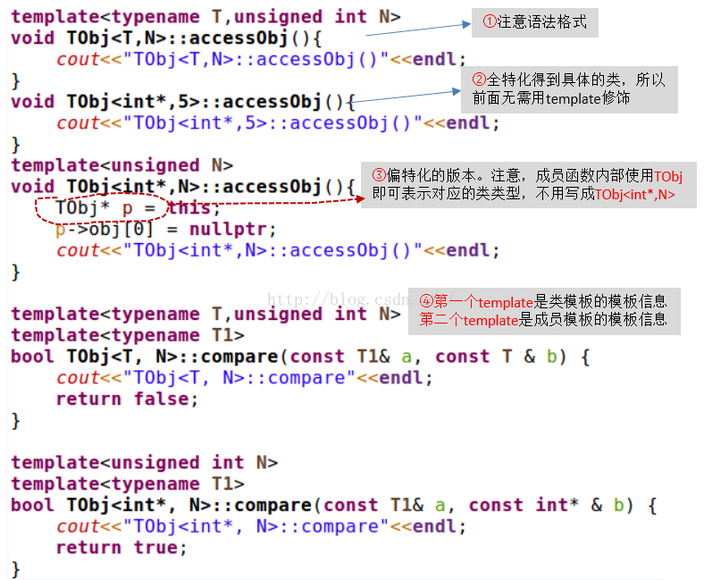 template<typename T,unsigned int N>
void TObj<T,N>::accessObj(){
cout<<"TObj<T,N>::accessObj()"<<endl;
}
①注意语法格式
void TObj<int*,5>::accessObj(){
cout<<"TObj<int*,5>::accessObj()"<<endl;
}
②全特化得到具体的类，所以
前面无需用template修饰
template<unsigned N>
void TObj<int*,N>::accessObj(){
TObj* p = this;
p->obj[0] = nullptr;
cout<<"TObj<int*,N>::accessObj()"<<endl;
}
③偏特化的版本。注意，成员函数内部使用TObj
即可表示对应的类类型，不用写成TObj<int*,N>
http://blog.csdn.
template<typename T,unsigned int N>
template<typename T1>
bool TObj<T, N>::compare(const T1& a, const T & b) {
cout<<"TObj<T, N>::compare"<<endl;
return false;
}
④第一个template是类模板的模板信息
第二个template是成员模板的模板信息
template<unsigned int N>
template<typename T1>
bool TObj<int*, N>::compare(const T1& a, const int* & b) {
cout<<"TObj<int*, N>::compare"<<endl;
return true;
}